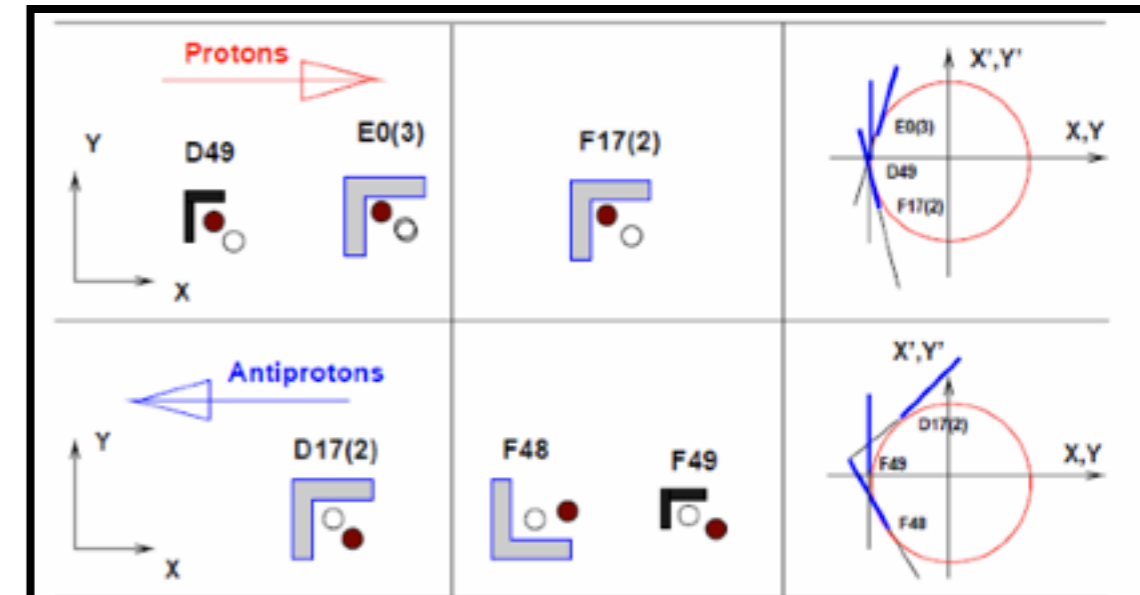 Protons
Y
D49
E0(3)
X
F17(2)
X',Y'
E0(3)
X,Y
D49
F17(2)
Antiprotons
Y
D17(2)
X
F48
F49
X',Y'
D17(2)
X,Y
F49
F48